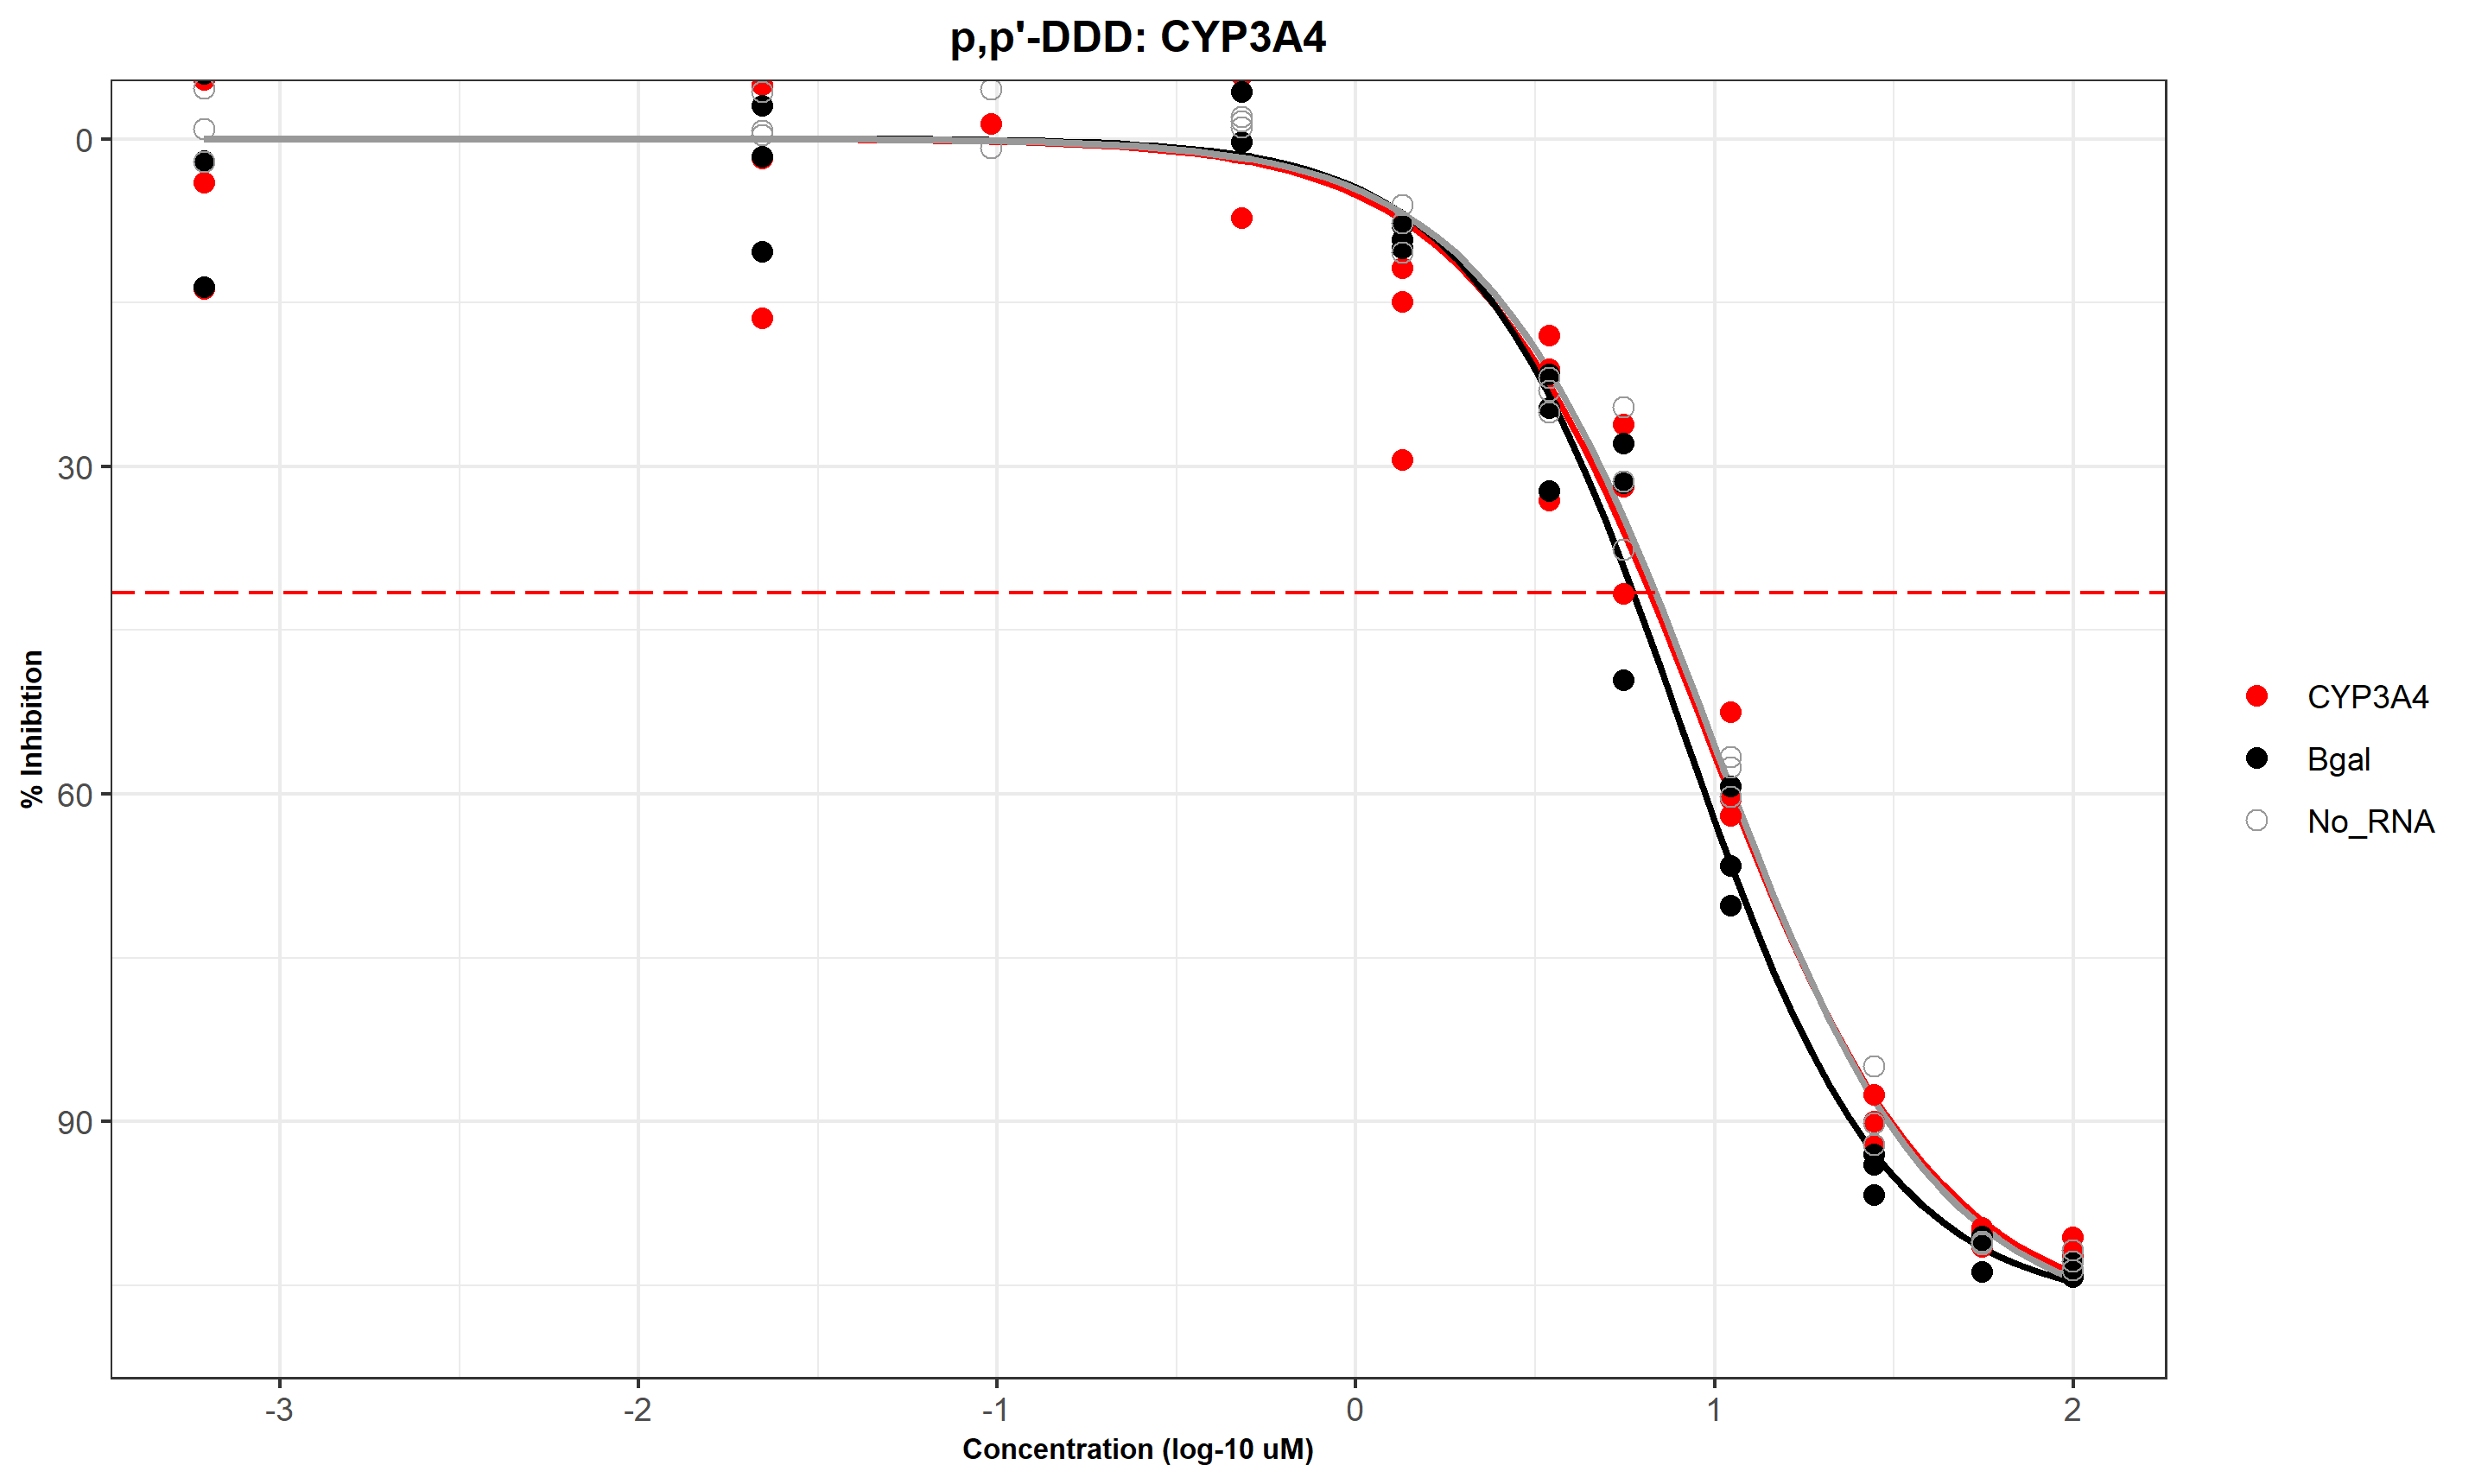 p,p'-DDD: CYP3A4
0
30
60
90
% Inhibition
-3
-2
-1
0
1
2
Concentration (log-10 uM)
CYP3A4
Bgal
No_RNA